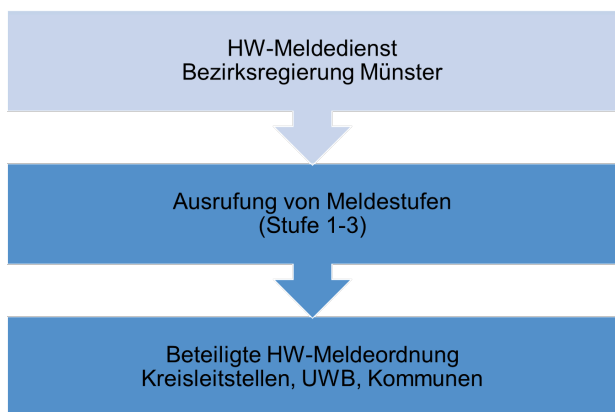 HW-Meldedienst
Bezirksregierung Münster
Ausrufung von Meldestufen
(Stufe 1-3)
Beteiligte HW-Meldeordnung
Kreisleitstellen, UWB, Kommunen